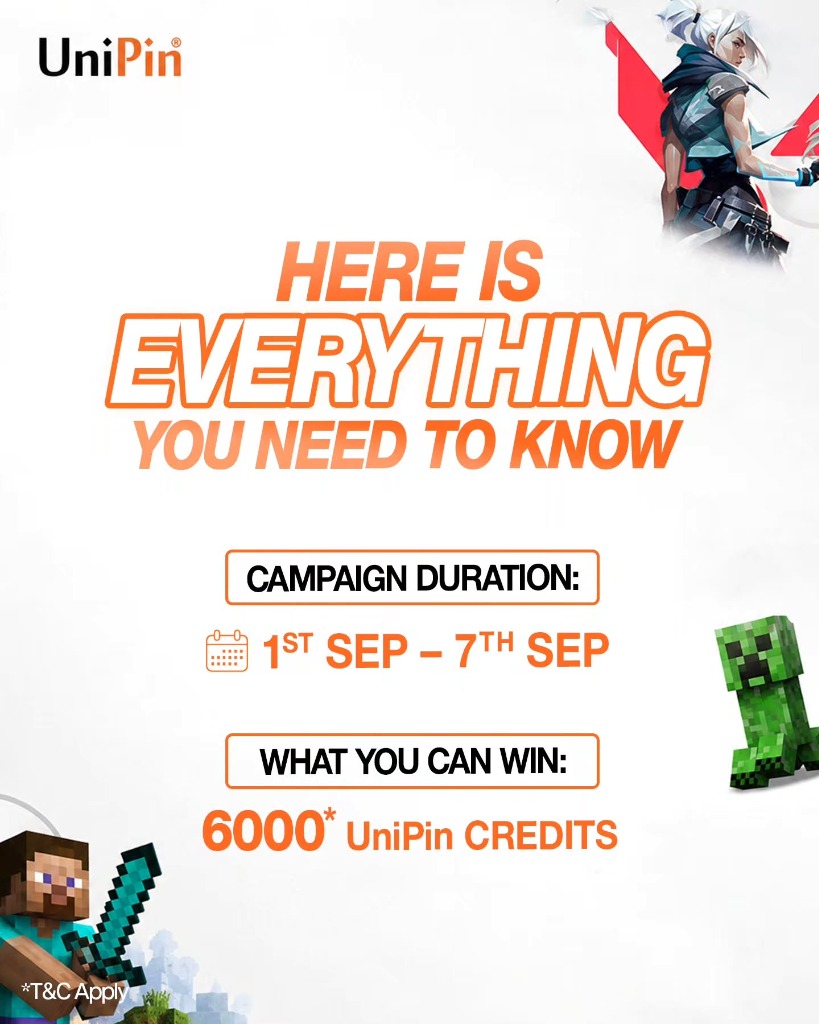 UniPin®
HERE IS
EVERYTHING
YOU NEED TO KNOW
CAMPAIGN DURATION:
1ST SEP – 7TH SEP
WHAT YOU CAN WIN:
6000* UniPin CREDITS
*T&C Apply